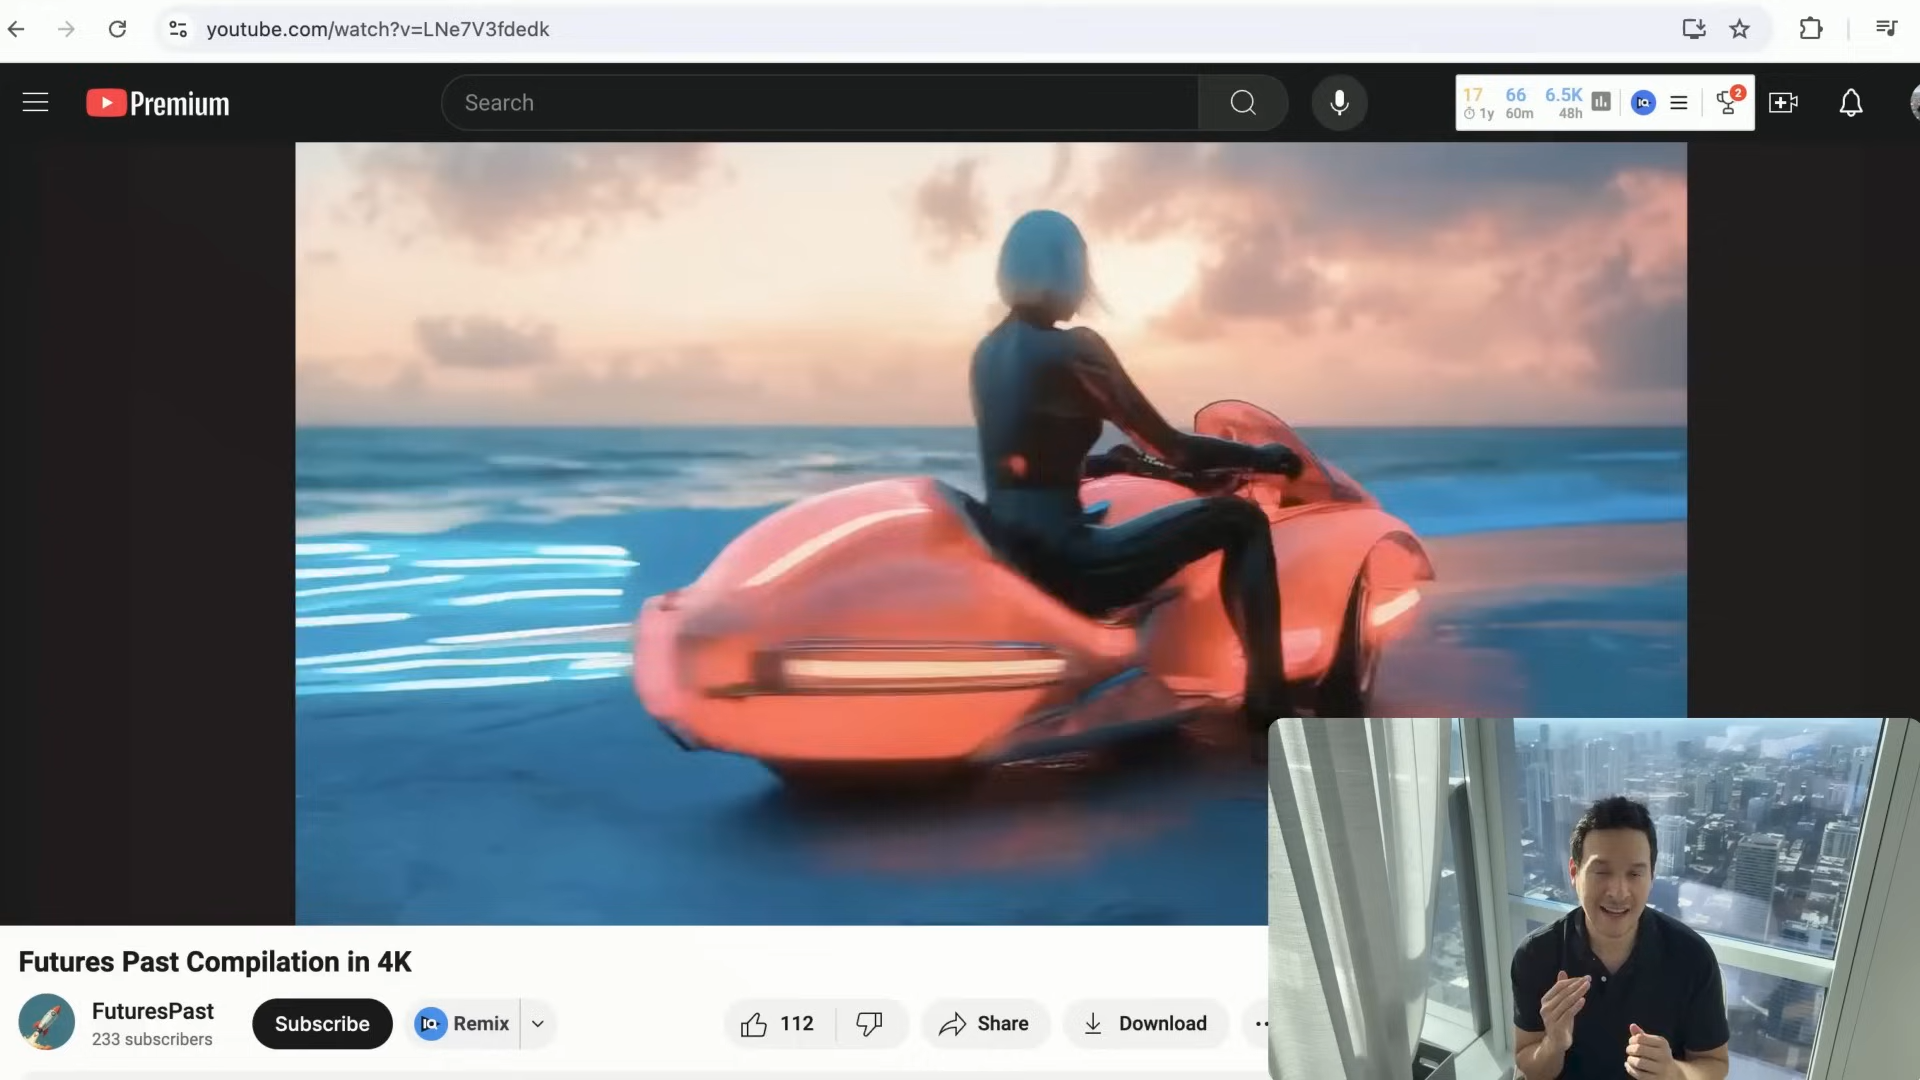 youtube.com/watch?v=LNe7V3fdedk
Premium
Search
17 66 6.5K
1y 60m 48h
2
Futures Past Compilation in 4K
FuturesPast
233 subscribers
Subscribe
Remix
112
Share
Download